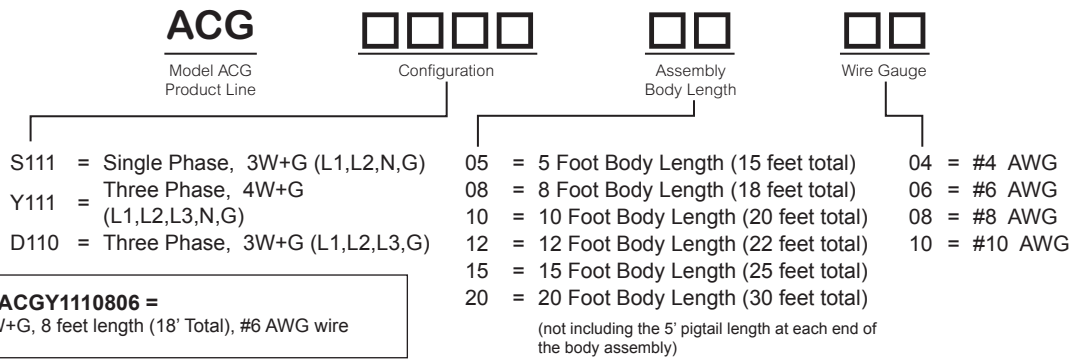 ACG
Model ACG
Product Line
Configuration
Assembly
Body Length
Wire Gauge
S111 = Single Phase, 3W+G (L1,L2,N,G)
Y111 = Three Phase, 4W+G
(L1,L2,L3,N,G)
D110 = Three Phase, 3W+G (L1,L2,L3,G)
05 = 5 Foot Body Length (15 feet total)
08 = 8 Foot Body Length (18 feet total)
10 = 10 Foot Body Length (20 feet total)
12 = 12 Foot Body Length (22 feet total)
15 = 15 Foot Body Length (25 feet total)
20 = 20 Foot Body Length (30 feet total)
(not including the 5' pigtail length at each end of
the body assembly)
04 = #4 AWG
06 = #6 AWG
08 = #8 AWG
10 = #10 AWG
ACGY1110806 =
+G, 8 feet length (18' Total), #6 AWG wire